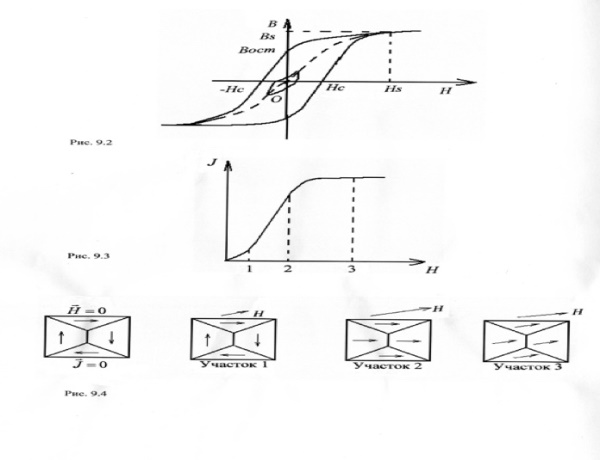 B
Bs
Bост
-Hc
O
Hc
Hs
H
Рис. 9.2
J
Рис. 9.3
1
2
3
H
H = 0
J = 0
H
Участок 1
H
Участок 2
H
Участок 3
Рис. 9.4